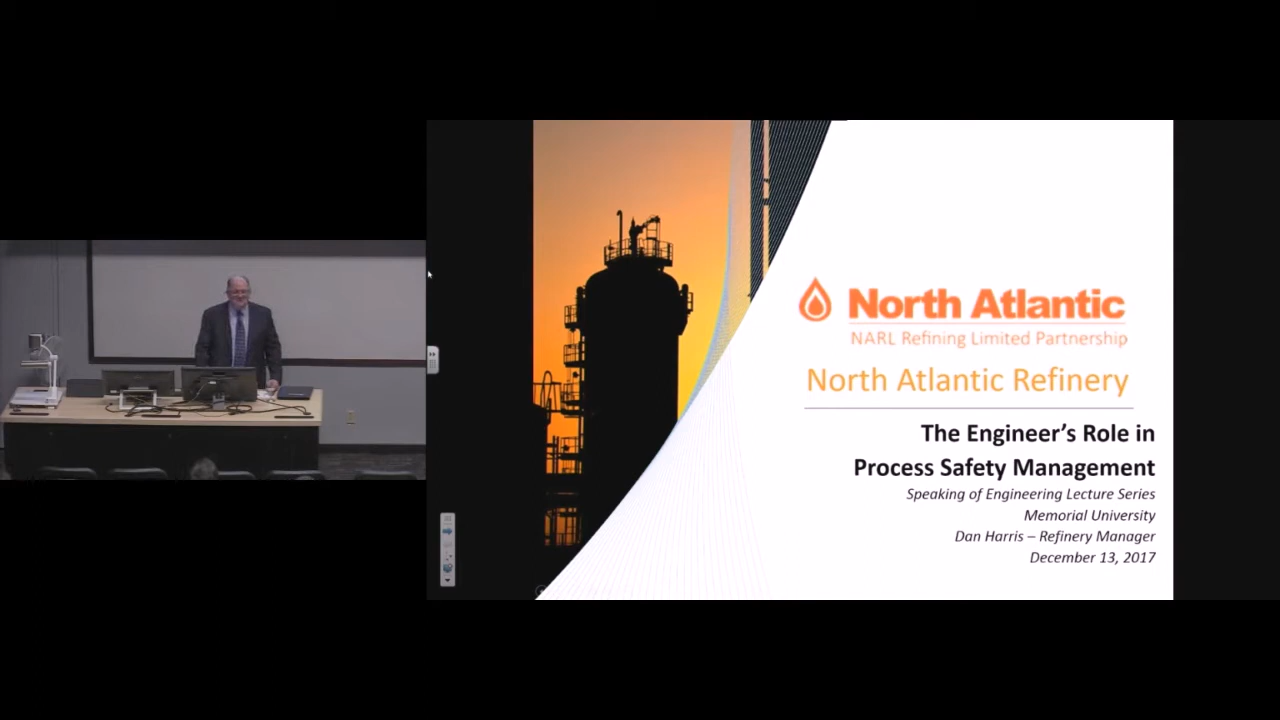 North Atlantic
NARL Refining Limited Partnership
North Atlantic Refinery
The Engineer's Role in
Process Safety Management
Speaking of Engineering Lecture Series
Memorial University
Dan Harris – Refinery Manager
December 13, 2017